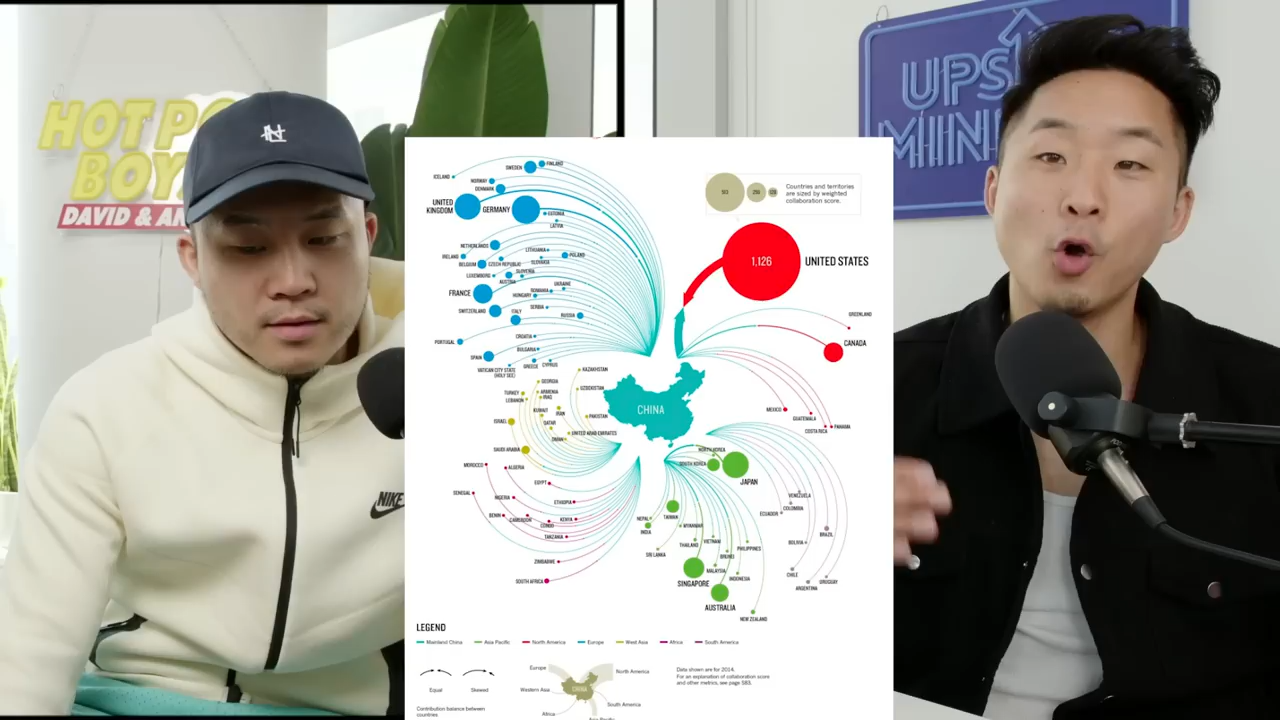 HOT PO
BOY
DAVID & AN
NY
NIKE
UPS
MIN
ICELAND
SWEDEN
FINLAND
NORWAY
DENMARK
UNITED
KINGDOM
GERMANY
ESTONIA
LATVIA
NETHERLANDS
IRELAND
BELGIUM
CZECH REPUBLIC
LITHUANIA
SLOVAKIA
POLAND
LUXEMBOURG
AUSTRIA
SLOVENIA
UKRAINE
FRANCE
HUNGARY
ROMANIA
SWITZERLAND
ITALY
SERBIA
RUSSIA
PORTUGAL
CROATIA
BULGARIA
SPAIN
GREECE
CYPRUS
VATICAN CITY STATE
(HOLY SEE)
Countries and territories
are sized by weighted
collaboration score.
1,126
UNITED STATES
GREENLAND
CANADA
MEXICO
GUATEMALA
COSTA RICA
PANAMA
CHINA
KAZAKHSTAN
GEORGIA
UZBEKISTAN
TURKEY
ARMENIA
LEBANON
IRAQ
KUWAIT
IRAN
PAKISTAN
ISRAEL
QATAR
UNITED ARAB EMIRATES
OMAN
SAUDI ARABIA
MOROCCO
ALGERIA
EGYPT
SENEGAL
NIGERIA
ETHIOPIA
BENIN
CAMEROON
CONGO
KENYA
TANZANIA
ZIMBABWE
SOUTH AFRICA
NORTH KOREA
SOUTH KOREA
JAPAN
TAIWAN
NEPAL
INDIA
MYANMAR
SRI LANKA
THAILAND
VIETNAM
BRUNEI
PHILIPPINES
SINGAPORE
MALAYSIA
INDONESIA
AUSTRALIA
NEW ZEALAND
VENEZUELA
COLOMBIA
ECUADOR
BRAZIL
BOLIVIA
CHILE
ARGENTINA
URUGUAY
LEGEND
Mainland China
Asia Pacific
North America
Europe
West Asia
Africa
South America
Equal
Skewed
Contribution balance between
countries
Europe
North America
Western Asia
CHINA
South America
Africa
Asia Pacific
Data shown are for 2014.
For an explanation of collaboration score
and other metrics, see page S83.